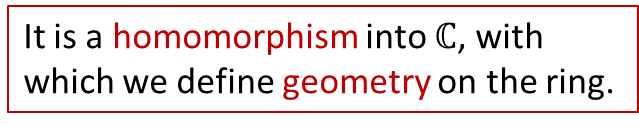 It is a homomorphism into ℂ, with
which we define geometry on the ring.